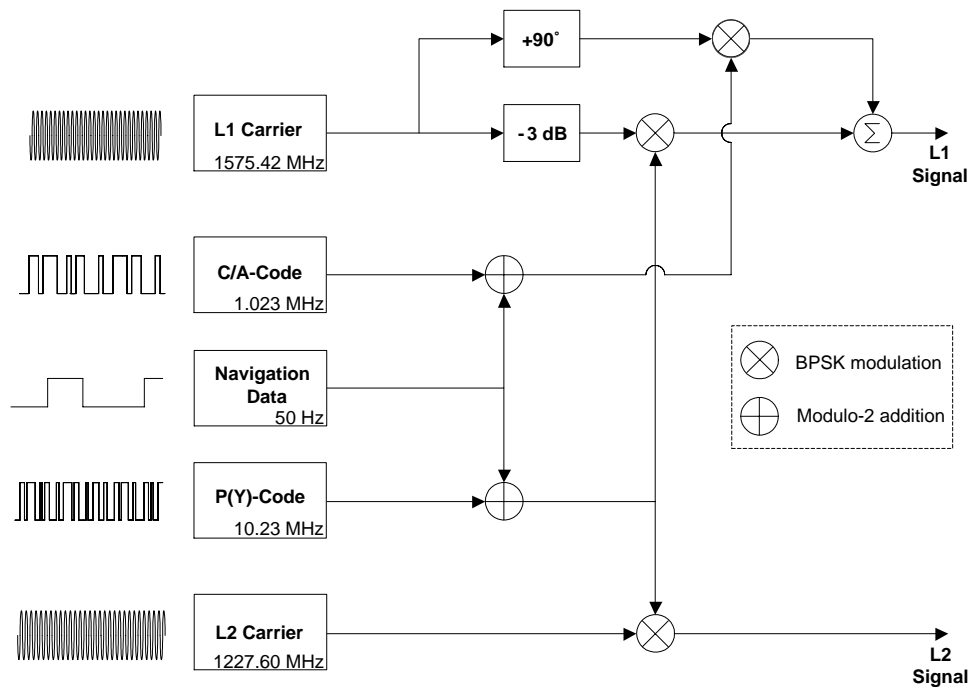 +90°
L1 Carrier
1575.42 MHz
-3 dB
Σ
L1
Signal
C/A-Code
1.023 MHz
Navigation
Data
50 Hz
BPSK modulation
Modulo-2 addition
P(Y)-Code
10.23 MHz
L2 Carrier
1227.60 MHz
L2
Signal